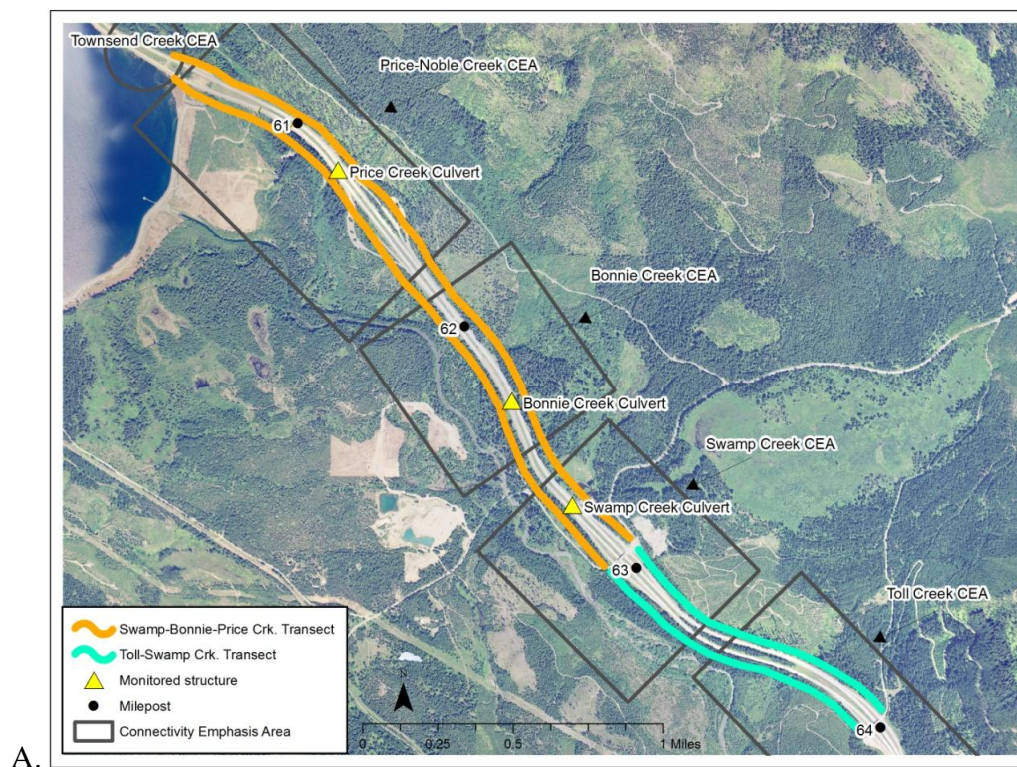 Townsend Creek CEA
Price-Noble Creek CEA
61
Price Creek Culvert
Bonnie Creek CEA
62
Bonnie Creek Culvert
Swamp Creek CEA
Swamp Creek Culvert
63
Toll Creek CEA
64
Swamp-Bonnie-Price Crk. Transect
Toll-Swamp Crk. Transect
Monitored structure
Milepost
Connectivity Emphasis Area
N
0 0.25 0.5 1 Miles
A.